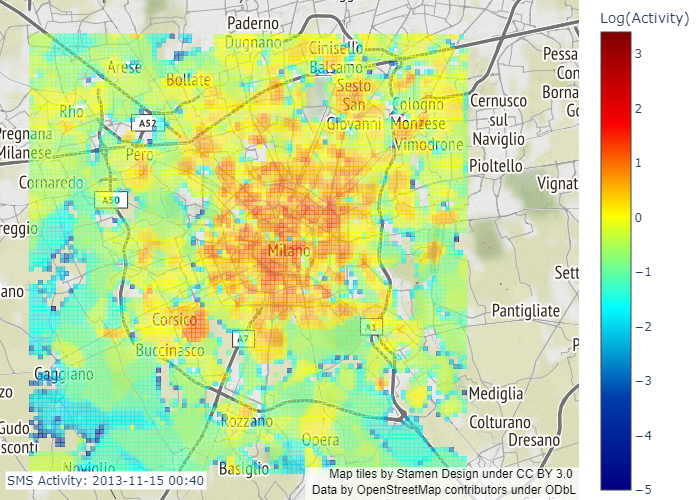 Log(Activity)
Paderno
Dugnano
Cinisello
Balsamo
Arese
Bollate
Sesto
San
Giovanni
Pessa
Con
Borna
Go
Rho
A52
Cologno
Monzese
Cernusco
sul
Naviglio
Pregnana
Milanese
Pero
Vimodrone
Pioltello
Cornaredo
Vignat
A50
reggio
Milano
Sett
ano
Corsico
Pantigliate
A7
A1
Buccinasco
P
Gaggiano
zo
Mediglia
Rozzano
Colturano
Gudo
Opera
Dresano
sconti
Noviglio
Basiglio
SMS Activity: 2013-11-15 00:40
Map tiles by Stamen Design under CC BY 3.0
Data by OpenStreetMap contributors under ODbL
3
2
1
0
−1
−2
−3
−4
−5